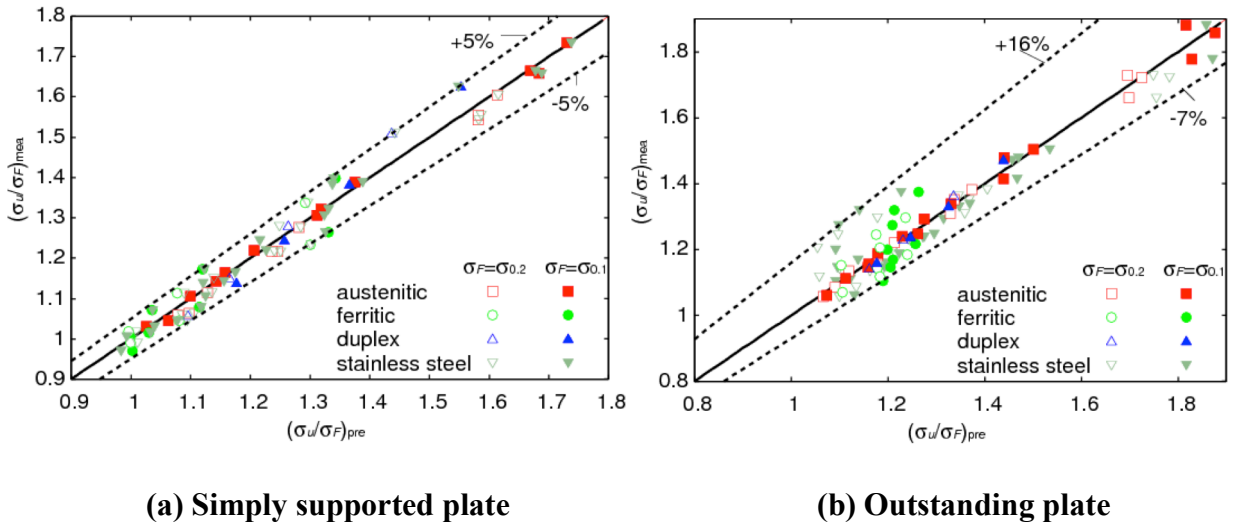 1.8
1.7
1.6
1.5
1.4
1.3
1.2
1.1
1
0.9
(σu/σF)mea
+5%
-5%
σF=σ0.2 σF=σ0.1
austenitic
ferritic
duplex
stainless steel
0.9 1 1.1 1.2 1.3 1.4 1.5 1.6 1.7 1.8
(σu/σF)pre
(a) Simply supported plate
1.8
1.6
1.4
1.2
1
0.8
(σu/σF)mea
+16%
-7%
σF=σ0.2 σF=σ0.1
austenitic
ferritic
duplex
stainless steel
1 1.2 1.4 1.6 1.8
(σu/σF)pre
(b) Outstanding plate